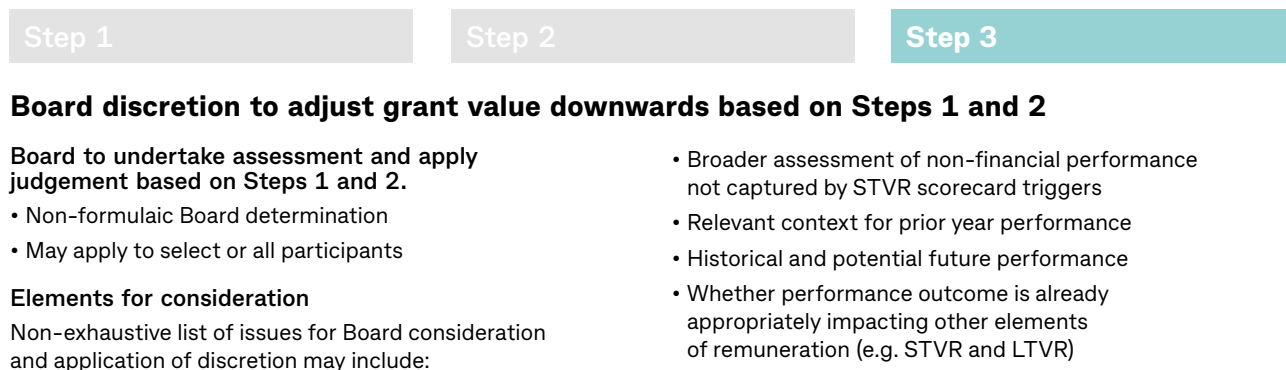 Step 1
Step 2
Step 3
Board discretion to adjust grant value downwards based on Steps 1 and 2
Board to undertake assessment and apply
judgement based on Steps 1 and 2.
• Non-formulaic Board determination
• May apply to select or all participants
Elements for consideration
Non-exhaustive list of issues for Board consideration
and application of discretion may include:
• Broader assessment of non-financial performance
not captured by STVR scorecard triggers
• Relevant context for prior year performance
• Historical and potential future performance
• Whether performance outcome is already
appropriately impacting other elements
of remuneration (e.g. STVR and LTVR)